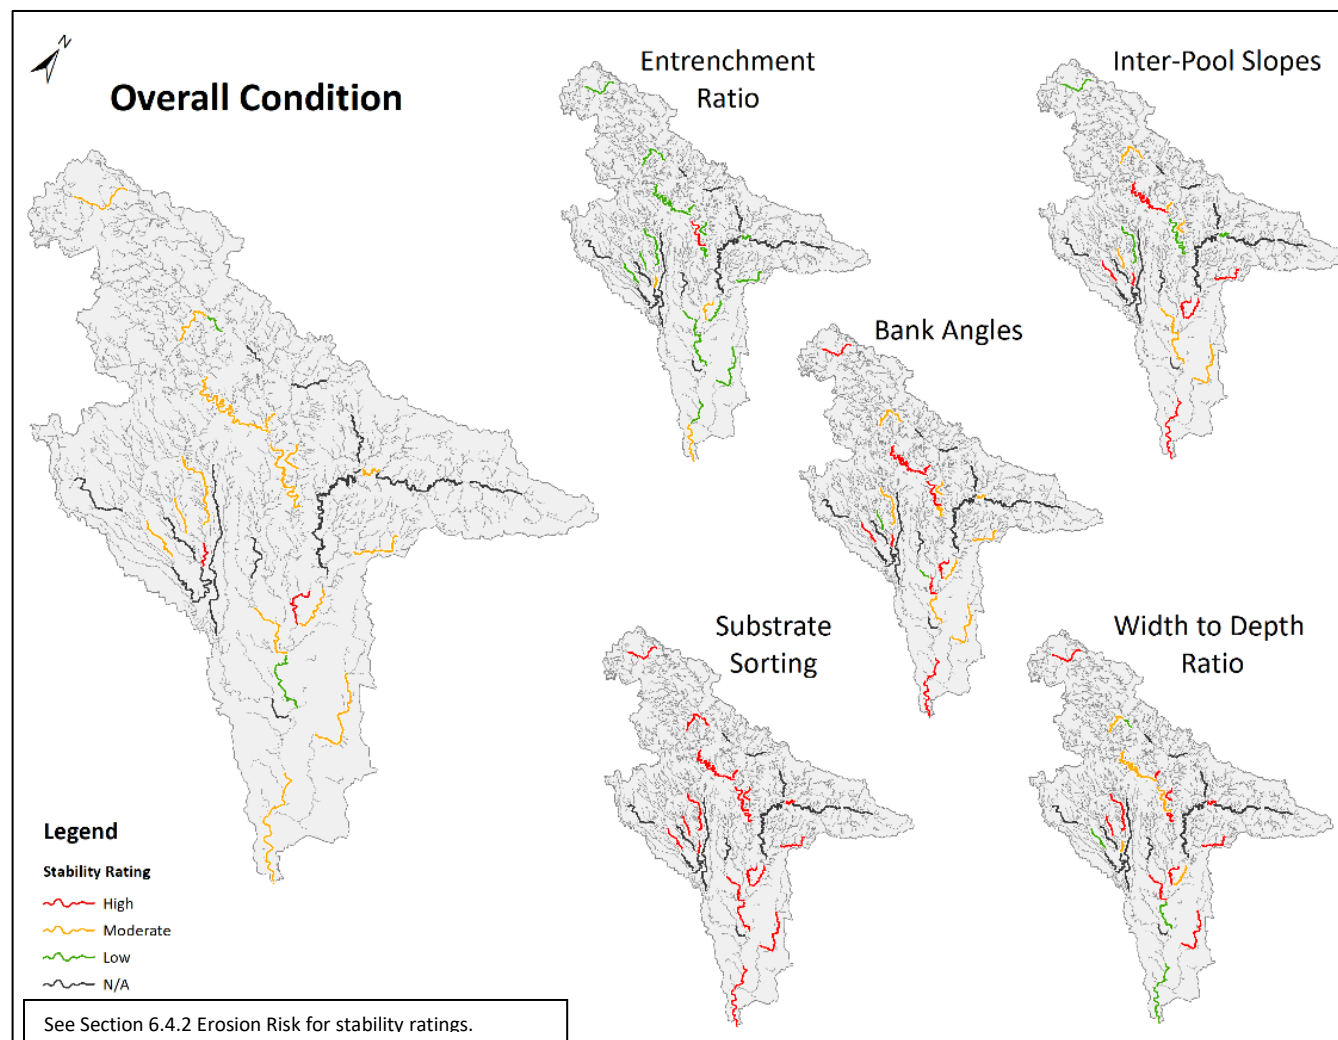 N
Overall Condition
Entrenchment
Ratio
Inter-Pool Slopes
Bank Angles
Substrate
Sorting
Width to Depth
Ratio
Legend
Stability Rating
High
Moderate
Low
N/A
See Section 6.4.2 Erosion Risk for stability ratings.